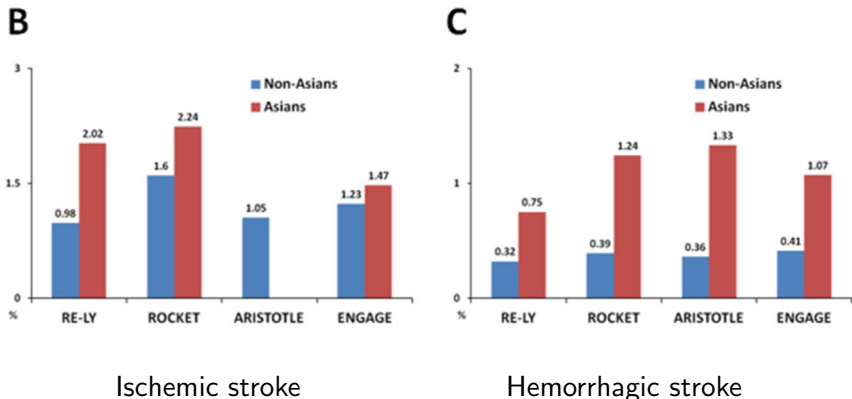 B
3
1.5
0
%
Non-Asians
Asians
0.98
2.02
1.6
2.24
1.05
1.23
1.47
RE-LY
ROCKET
ARISTOTLE
ENGAGE
Ischemic stroke
C
2
1
0
%
Non-Asians
Asians
0.32
0.75
0.39
1.24
0.36
1.33
0.41
1.07
RE-LY
ROCKET
ARISTOTLE
ENGAGE
Hemorrhagic stroke